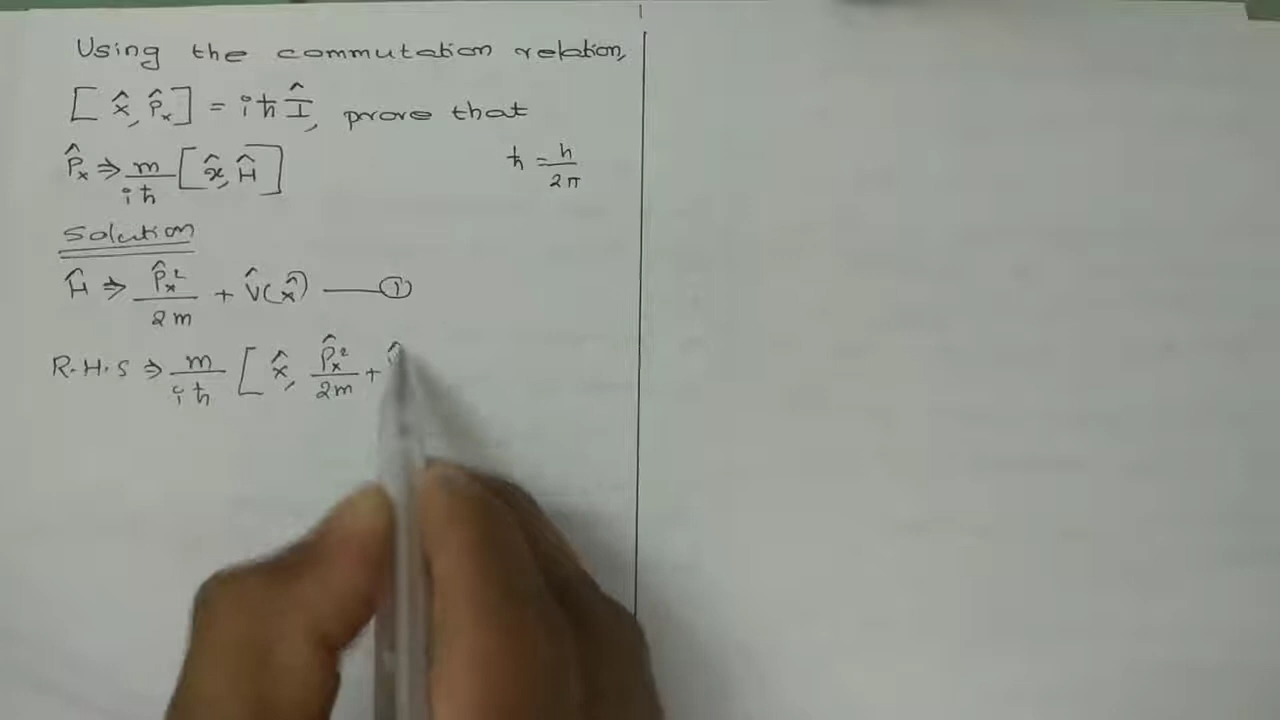 Using the commutation relation,
[x̂, P̂ₓ] = iħ Î, prove that
P̂ₓ ⇒ m/iħ [x̂, Ĥ]
ħ = h/2π
Solution
Ĥ ⇒ P̂ₓ²/2m + V̂(x̂) —— ①
R.H.S ⇒ m/iħ [ x̂, P̂ₓ²/2m +